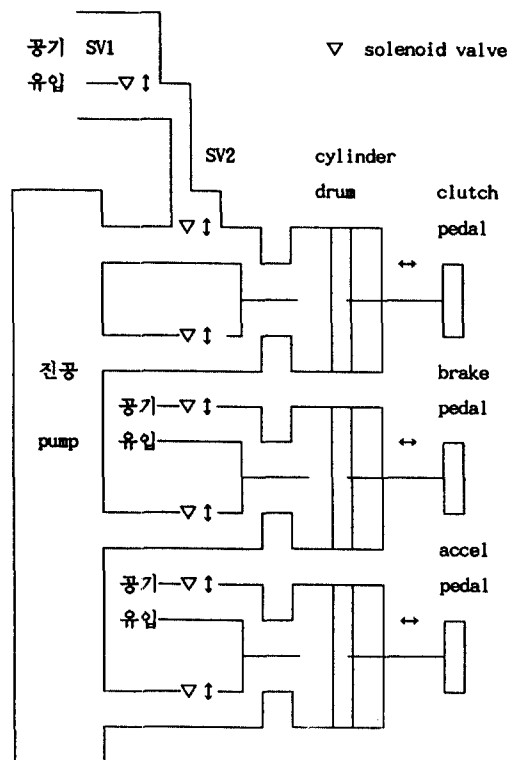 공기 SV1
▽ solenoid valve
유입 ▽ ↕
SV2
cylinder
drum
clutch
pedal
▽ ↕
↔
▽ ↕
진공
pump
brake
pedal
공기 ▽ ↕
유입
↔
▽ ↕
accel
pedal
공기 ▽ ↕
유입
↔
▽ ↕